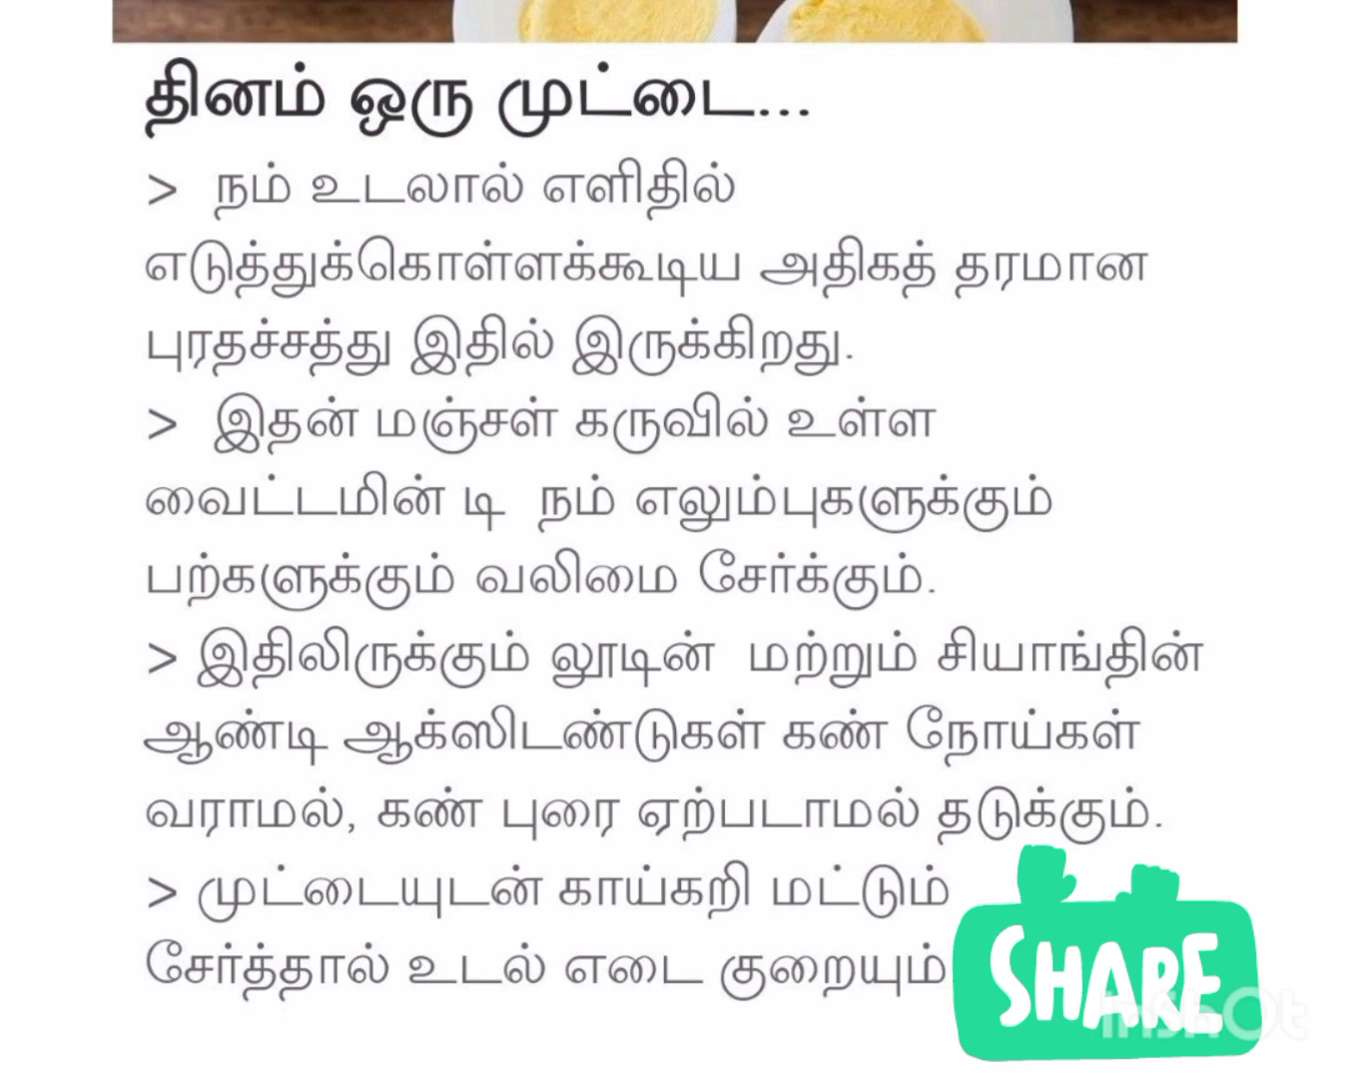 தினம் ஒரு முட்டை...
> நம் உடலால் எளிதில்
எடுத்துக்கொள்ளக்கூடிய அதிகத் தரமான
புரதச்சத்து இதில் இருக்கிறது.
> இதன் மஞ்சள் கருவில் உள்ள
வைட்டமின் டி நம் எலும்புகளுக்கும்
பற்களுக்கும் வலிமை சேர்க்கும்.
> இதிலிருக்கும் லூடின் மற்றும் சியாங்தின்
ஆண்டி ஆக்ஸிடண்டுகள் கண் நோய்கள்
வராமல், கண் புரை ஏற்படாமல் தடுக்கும்.
> முட்டையுடன் காய்கறி மட்டும்
சேர்த்தால் உடல் எடை குறையும்
SHARE
InShOt